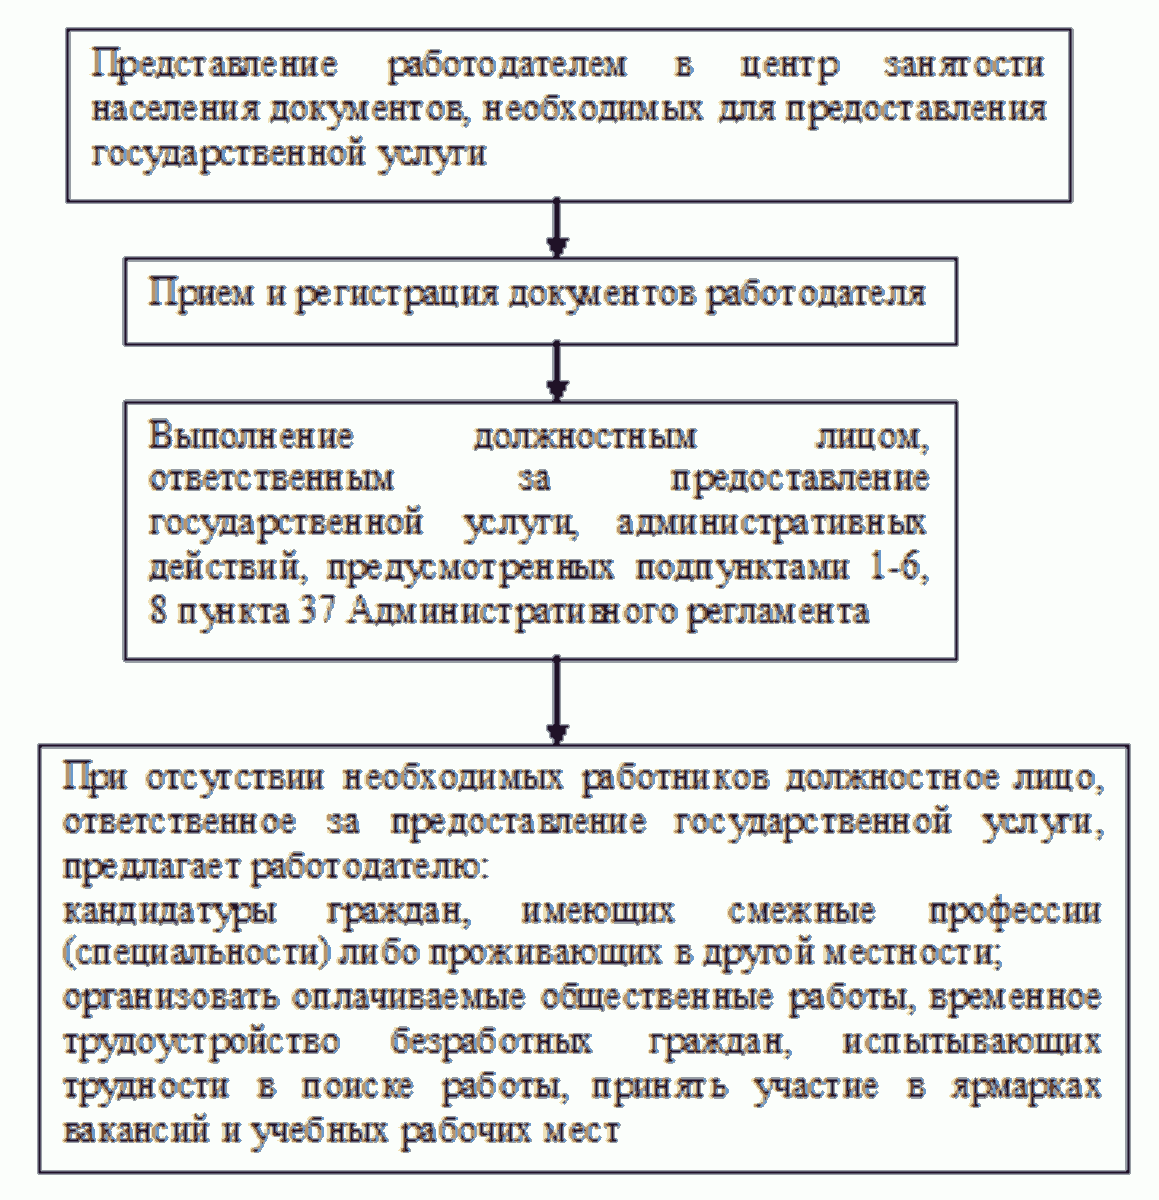 Представление работодателем в центр занятости
населения документов, необходимых для предоставления
государственной услуги
Прием и регистрация документов работодателя
Выполнение должностным лицом,
ответственным за предоставление
государственной услуги, административных
действий, предусмотренных подпунктами 1-6,
8 пункта 37 Административного регламента
При отсутствии необходимых работников должностное лицо,
ответственное за предоставление государственной услуги,
предлагает работодателю:
кандидатуры граждан, имеющих смежные профессии
(специальности) либо проживающих в другой местности;
организовать оплачиваемые общественные работы, временное
трудоустройство безработных граждан, испытывающих
трудности в поиске работы, принять участие в ярмарках
вакансий и учебных рабочих мест